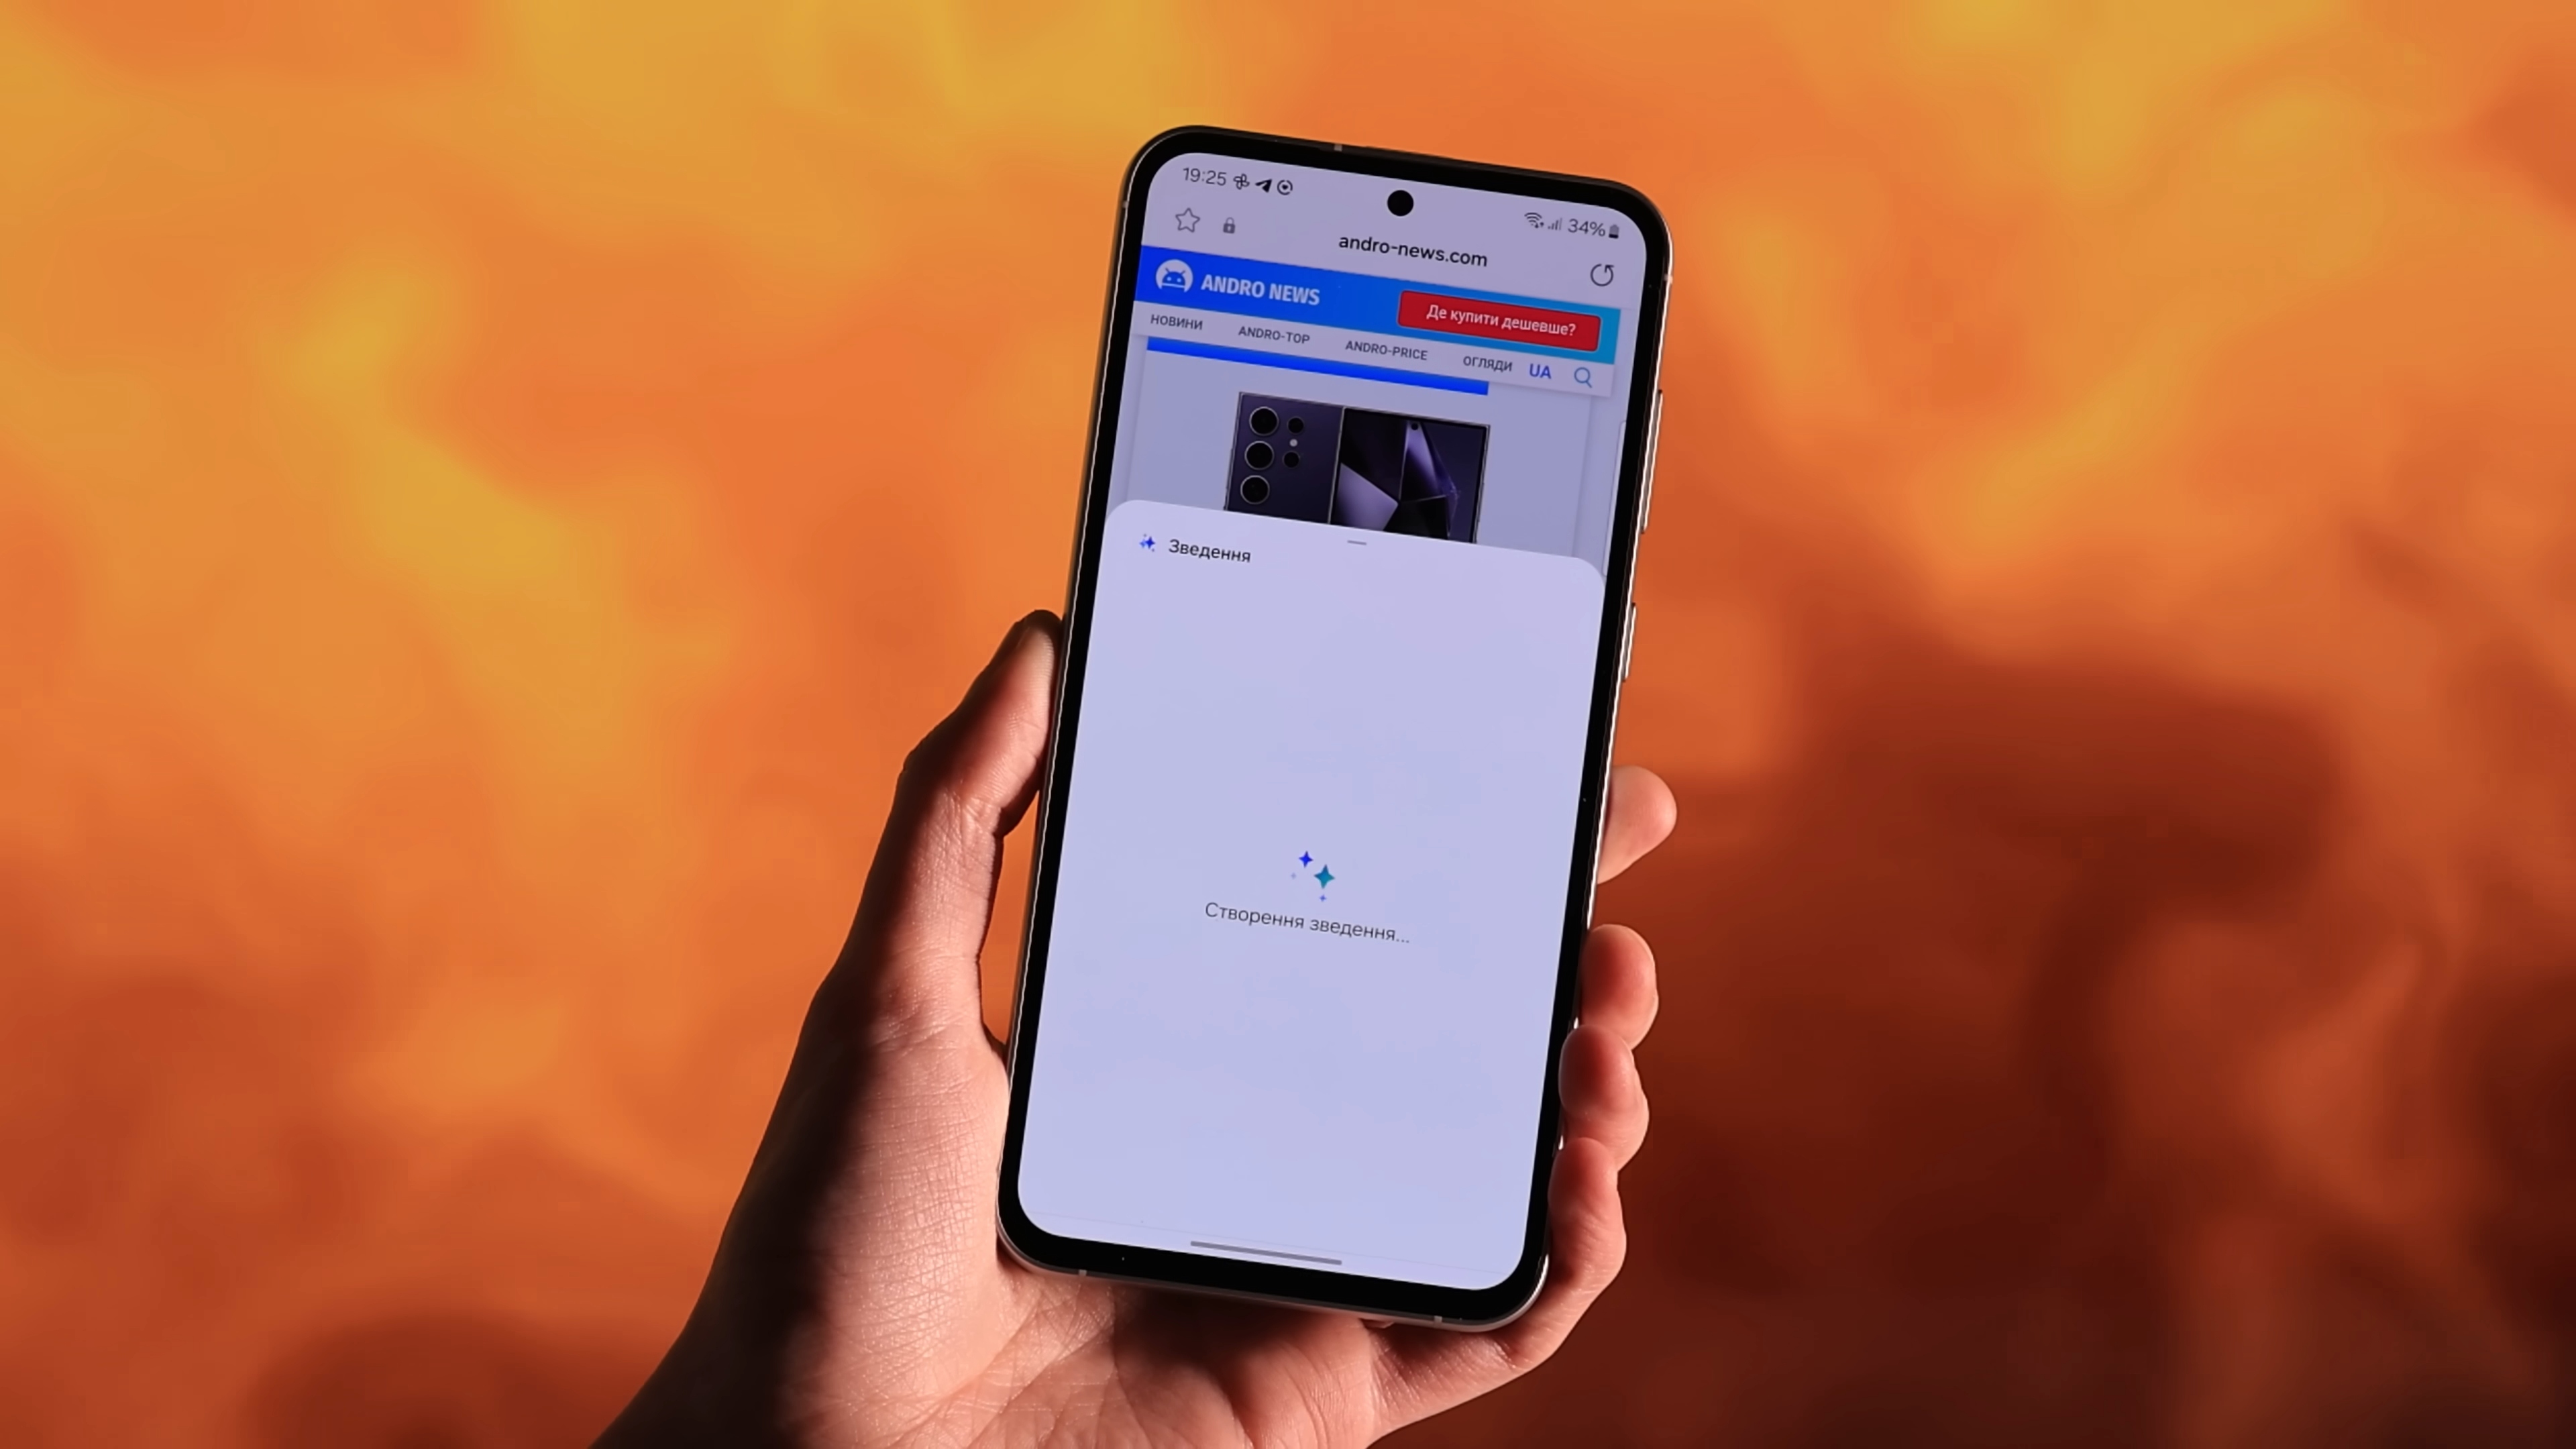 19:25
34%
andro-news.com
ANDRO NEWS
Де купити дешевше?
НОВИНИ ANDRO-TOP ANDRO-PRICE ОГЛЯДИ UA
Зведення
Створення зведення...